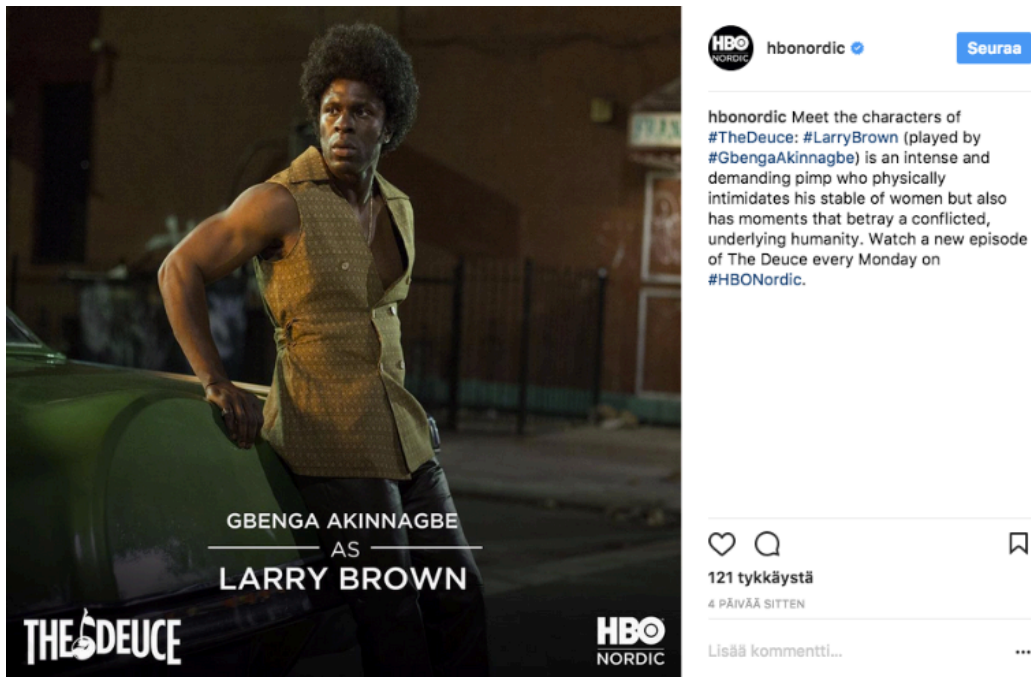 GBENGA AKINNAGBE
AS
LARRY BROWN
THE DEUCE
HBO
NORDIC
HBO
NORDIC
hbonordic
Seuraa
hbonordic Meet the characters of
#TheDeuce: #LarryBrown (played by
#GbengaAkinnagbe) is an intense and
demanding pimp who physically
intimidates his stable of women but also
has moments that betray a conflicted,
underlying humanity. Watch a new episode
of The Deuce every Monday on
#HBONordic.
121 tykkäystä
4 PÄIVÄÄ SITTEN
Lisää kommentti...